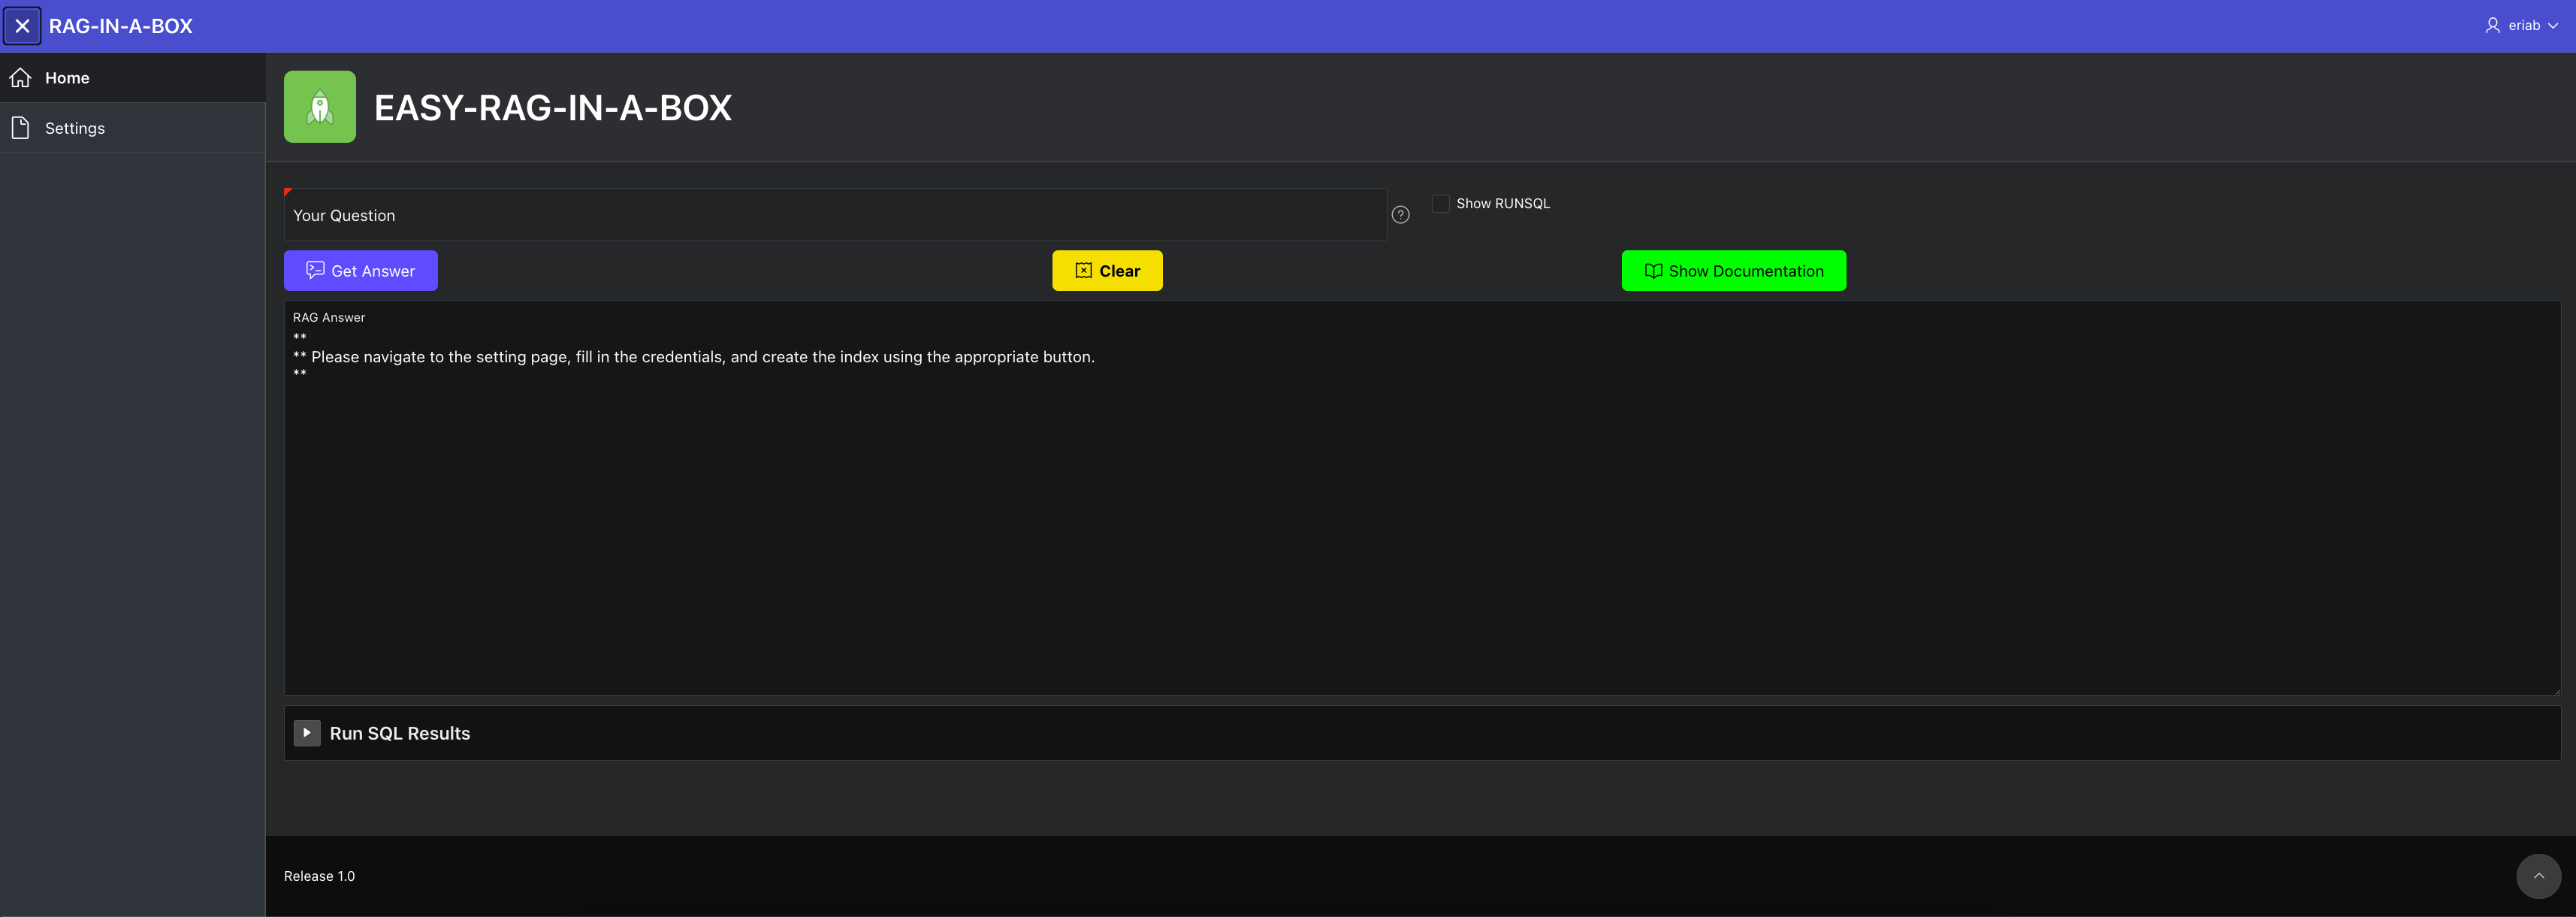 RAG-IN-A-BOX
eriab
Home
Settings
EASY-RAG-IN-A-BOX
Your Question
Show RUNSQL
Get Answer
Clear
Show Documentation
RAG Answer
**
** Please navigate to the setting page, fill in the credentials, and create the index using the appropriate button.
**
Run SQL Results
Release 1.0